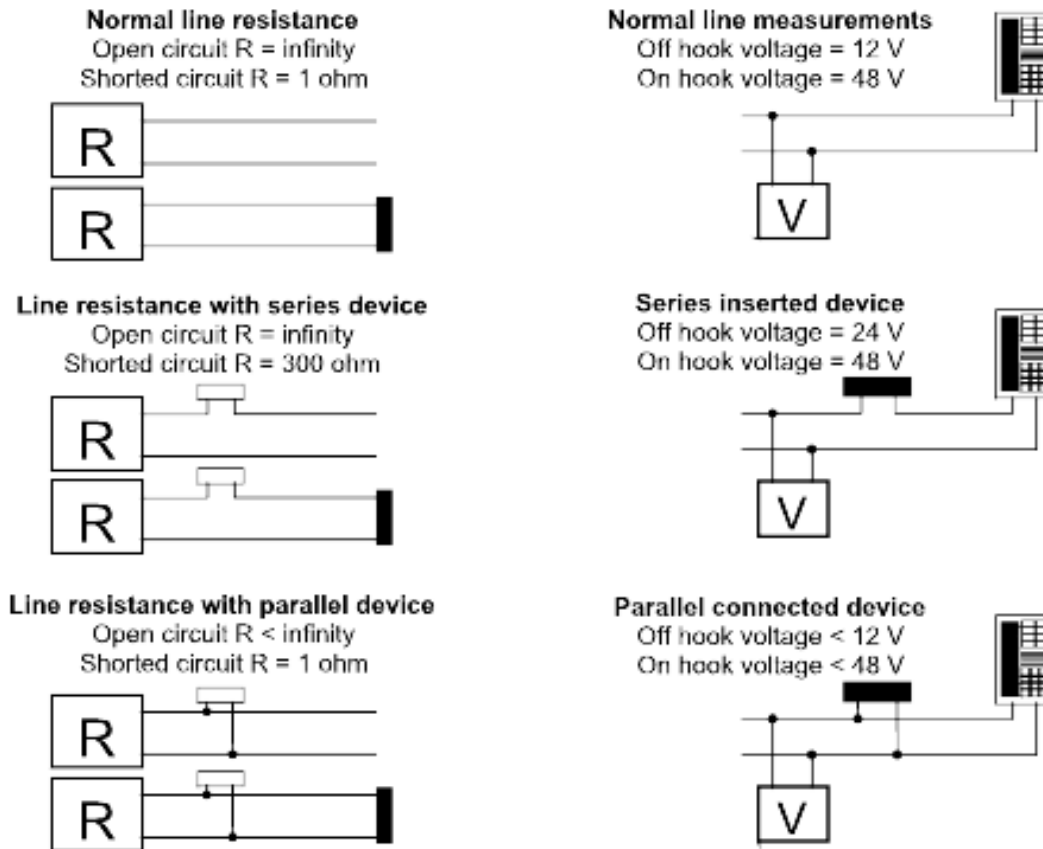 Normal line resistance
Open circuit R = infinity
Shorted circuit R = 1 ohm
R
R
Normal line measurements
Off hook voltage = 12 V
On hook voltage = 48 V
V
Line resistance with series device
Open circuit R = infinity
Shorted circuit R = 300 ohm
R
R
Series inserted device
Off hook voltage = 24 V
On hook voltage = 48 V
V
Line resistance with parallel device
Open circuit R < infinity
Shorted circuit R = 1 ohm
R
R
Parallel connected device
Off hook voltage < 12 V
On hook voltage < 48 V
V